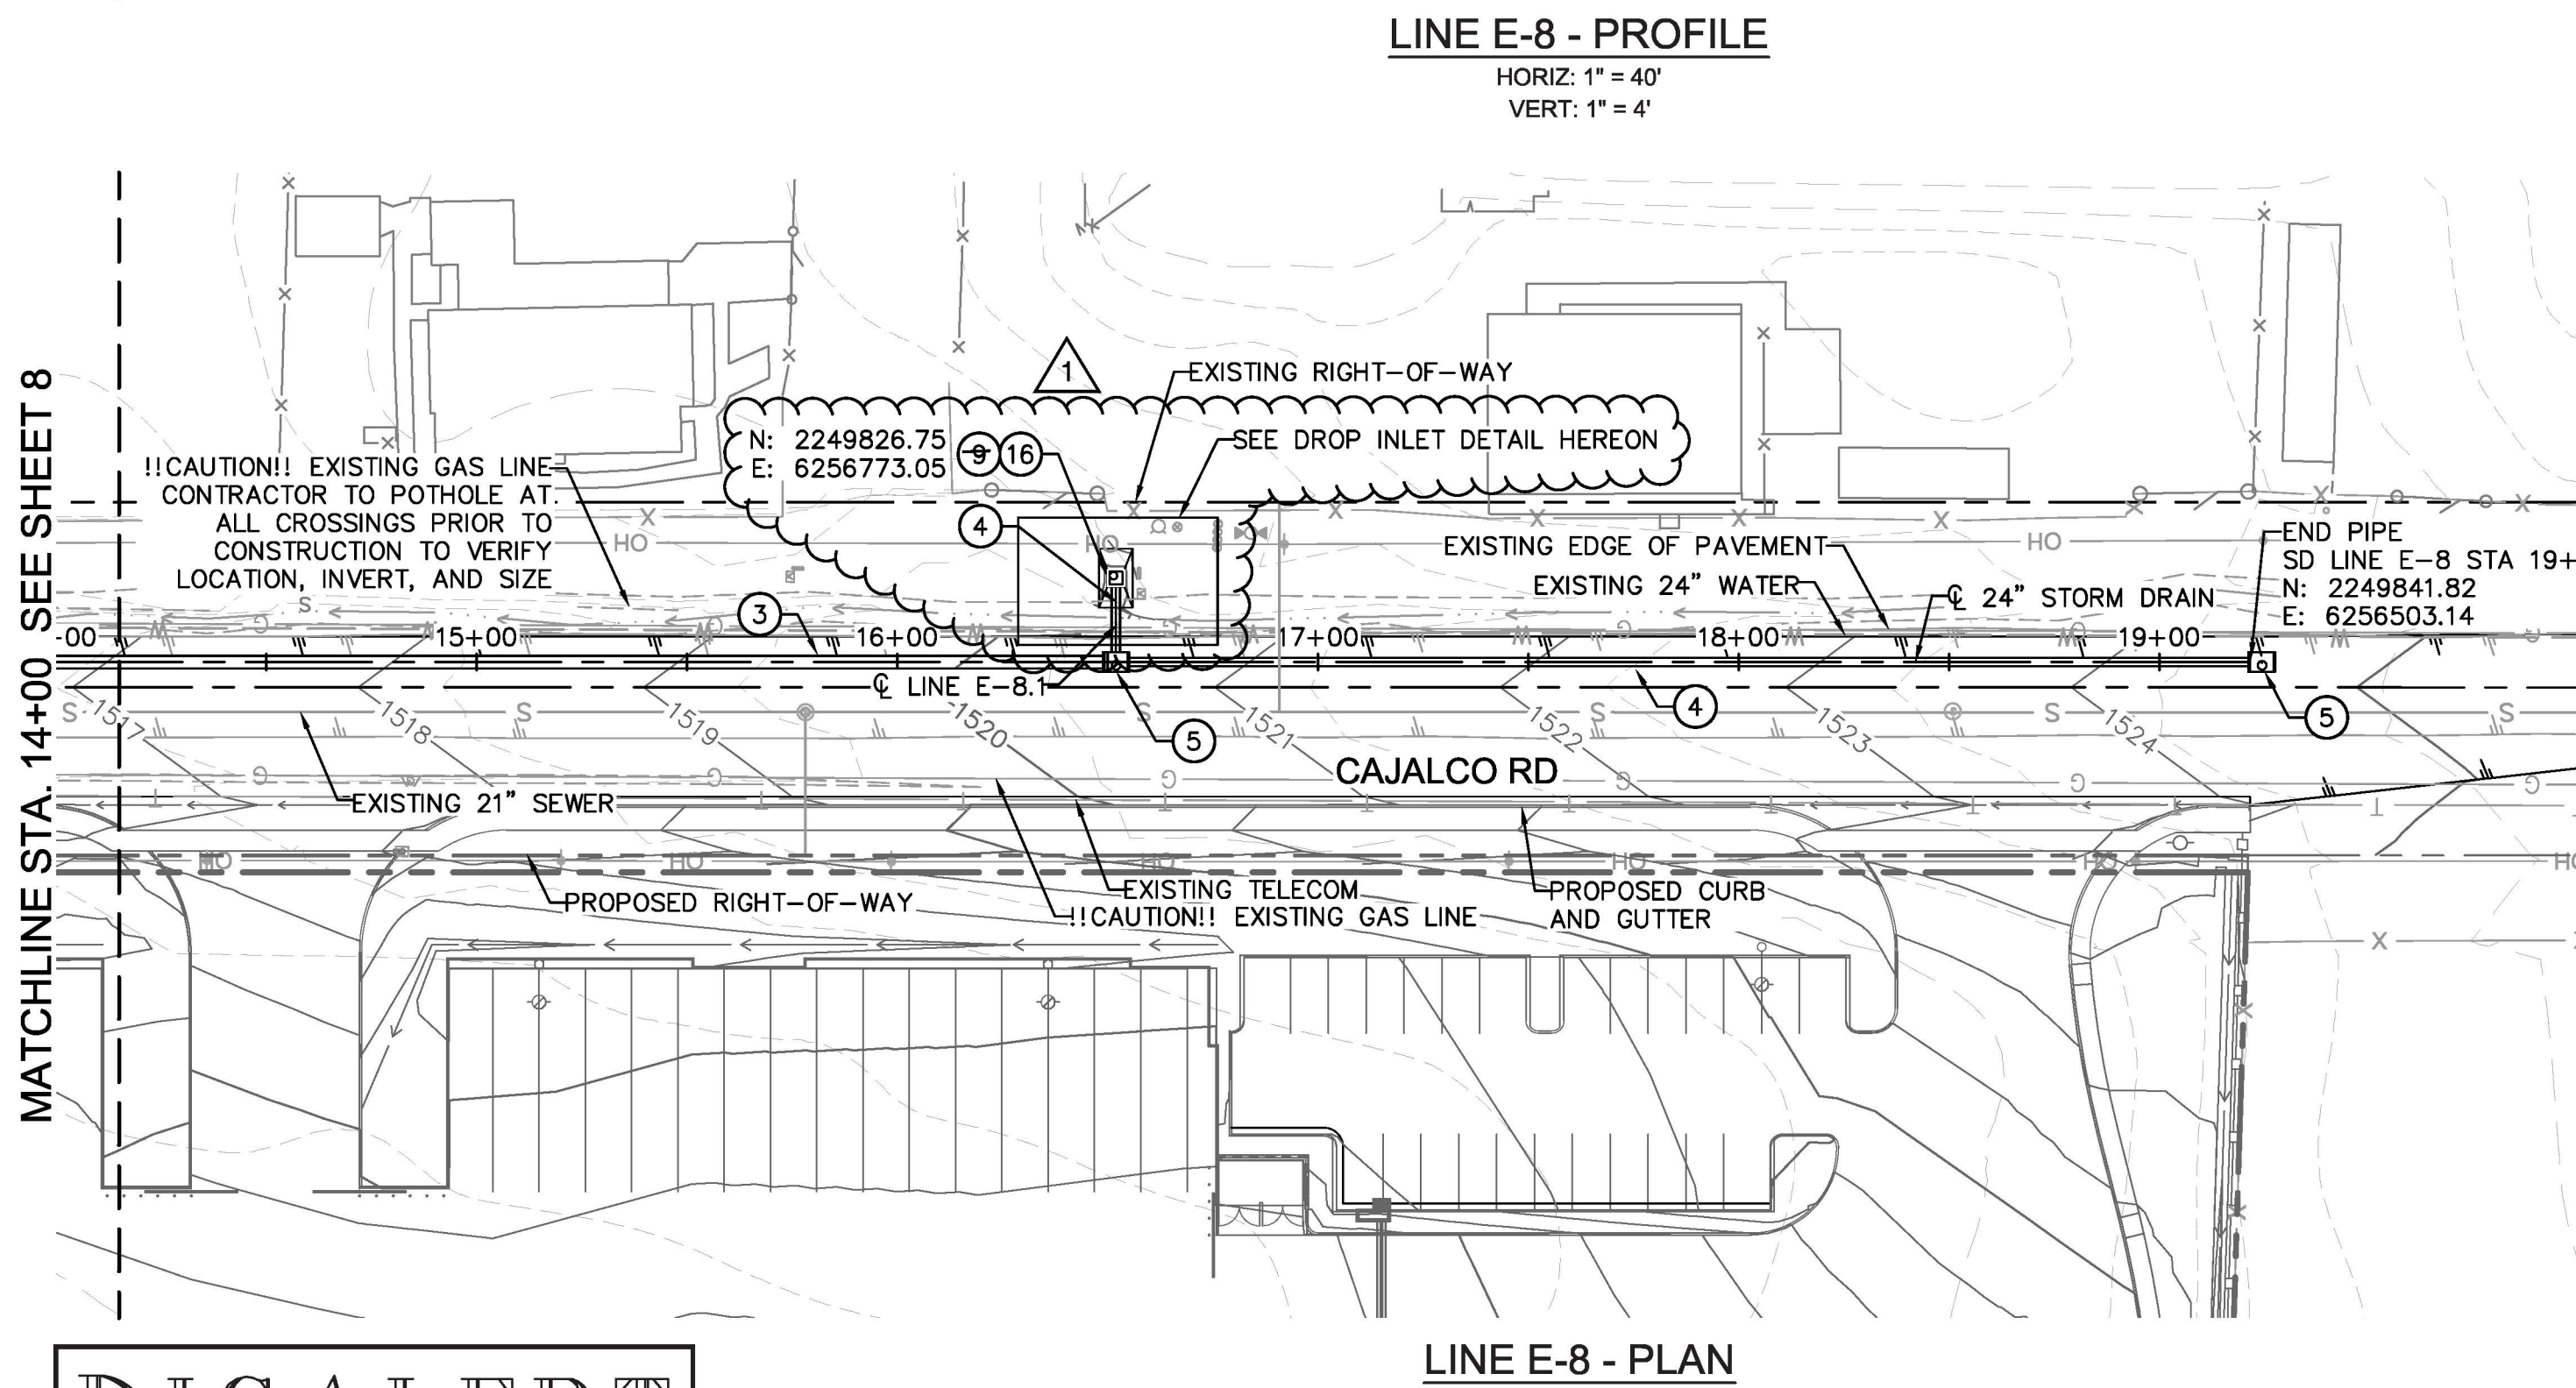 LINE E-8 - PROFILE
HORIZ: 1" = 40'
VERT: 1" = 4'
MATCHLINE STA. 14+00 SEE SHEET 8
1
EXISTING RIGHT-OF-WAY
N: 2249826.75
E: 6256773.05
9
16
SEE DROP INLET DETAIL HEREON
!!CAUTION!! EXISTING GAS LINE
CONTRACTOR TO POTHOLE AT
ALL CROSSINGS PRIOR TO
CONSTRUCTION TO VERIFY
LOCATION, INVERT, AND SIZE
4
HO
HO
HO
EXISTING EDGE OF PAVEMENT
EXISTING 24" WATER
℄ 24" STORM DRAIN
END PIPE
SD LINE E-8 STA 19+
N: 2249841.82
E: 6256503.14
3
-00
15+00
16+00
17+00
18+00
19+00
℄ LINE E-8.1
4
5
5
S
S
S
S
S
S
1517
1518
1519
1520
1521
1522
1523
1524
CAJALCO RD
G
G
G
G
G
G
EXISTING 21" SEWER
HO
HO
HO
HO
HO
PROPOSED RIGHT-OF-WAY
EXISTING TELECOM
!!CAUTION!! EXISTING GAS LINE
PROPOSED CURB
AND GUTTER
LINE E-8 - PLAN